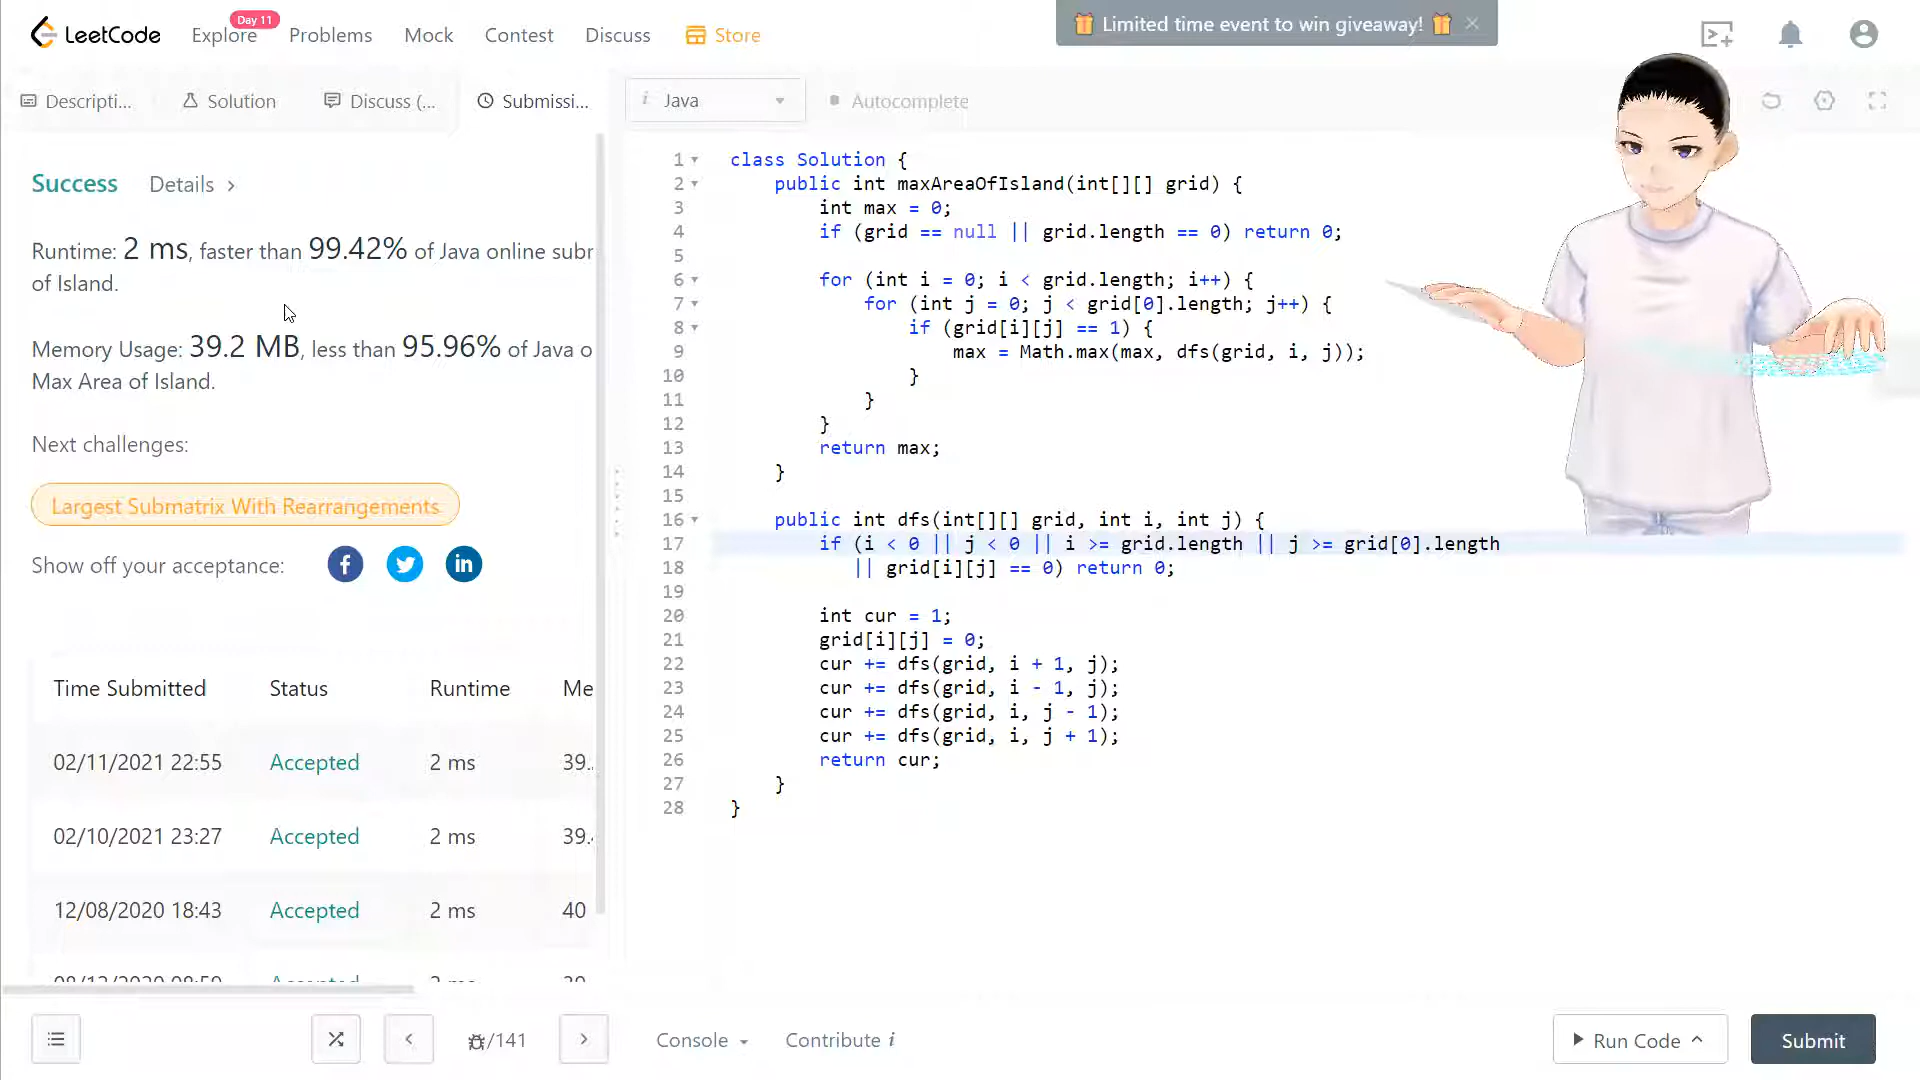 LeetCode
Explore
Day 11
Problems
Mock
Contest
Discuss
Store
Limited time event to win giveaway!
Descripti...
Solution
Discuss (...
Submissi...
i Java
Autocomplete
Success
Details
Runtime: 2 ms, faster than 99.42% of Java online subr
of Island.
Memory Usage: 39.2 MB, less than 95.96% of Java o
Max Area of Island.
Next challenges:
Largest Submatrix With Rearrangements
Show off your acceptance:
Time Submitted Status Runtime Me
02/11/2021 22:55 Accepted 2 ms 39..
02/10/2021 23:27 Accepted 2 ms 39.
12/08/2020 18:43 Accepted 2 ms 40
1 class Solution {
2 public int maxAreaOfIsland(int[][] grid) {
3 int max = 0;
4 if (grid == null || grid.length == 0) return 0;
5
6 for (int i = 0; i < grid.length; i++) {
7 for (int j = 0; j < grid[0].length; j++) {
8 if (grid[i][j] == 1) {
9 max = Math.max(max, dfs(grid, i, j));
10 }
11 }
12 }
13 return max;
14 }
15
16 public int dfs(int[][] grid, int i, int j) {
17 if (i < 0 || j < 0 || i >= grid.length || j >= grid[0].length
18 || grid[i][j] == 0) return 0;
19
20 int cur = 1;
21 grid[i][j] = 0;
22 cur += dfs(grid, i + 1, j);
23 cur += dfs(grid, i - 1, j);
24 cur += dfs(grid, i, j - 1);
25 cur += dfs(grid, i, j + 1);
26 return cur;
27 }
28 }
/141
Console
Contribute i
Run Code
Submit